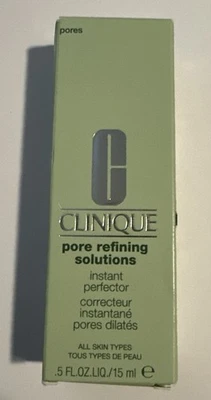 pores
CLINIQUE
pore refining
solutions
instant
perfector
correcteur
instantané
pores dilatés
ALL SKIN TYPES
TOUS TYPES DE PEAU
.5 FL.OZ.LIQ./15 ml ℮